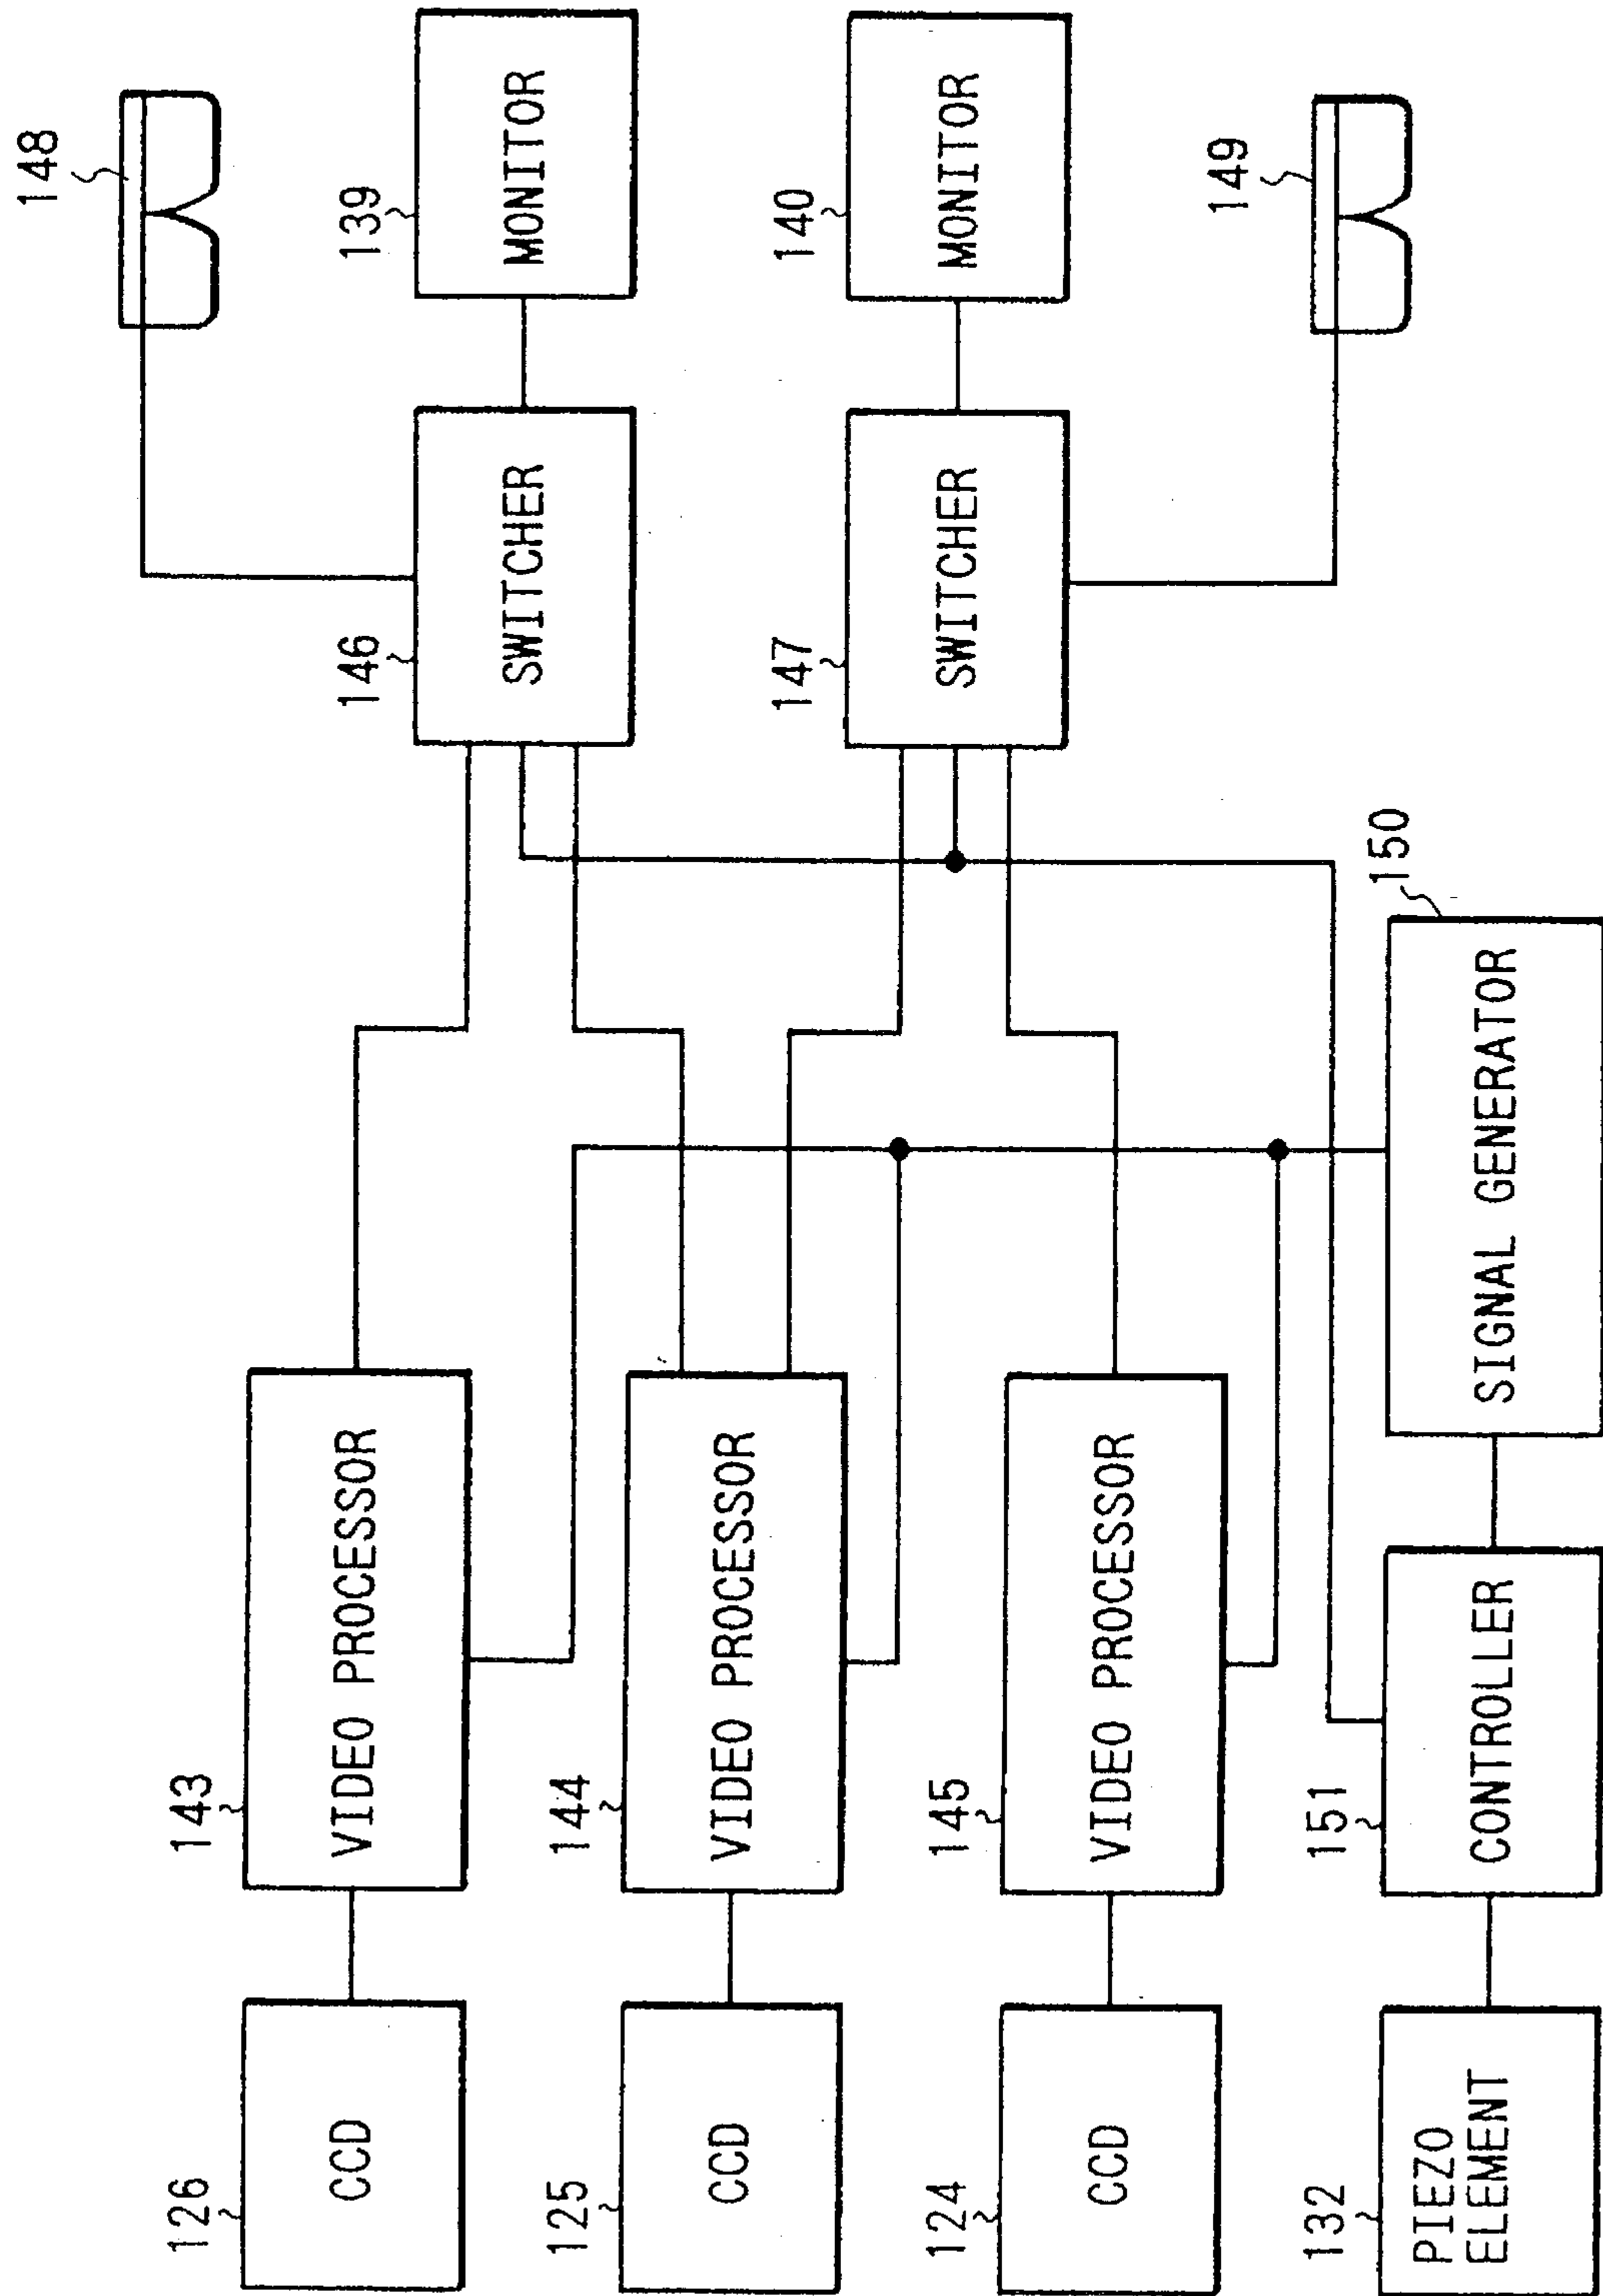 126
CCD
143
VIDEO PROCESSOR
146
SWITCHER
139
MONITOR
148
125
CCD
144
VIDEO PROCESSOR
147
SWITCHER
140
MONITOR
124
CCD
145
VIDEO PROCESSOR
149
132
PIEZO
ELEMENT
151
CONTROLLER
SIGNAL GENERATOR
150